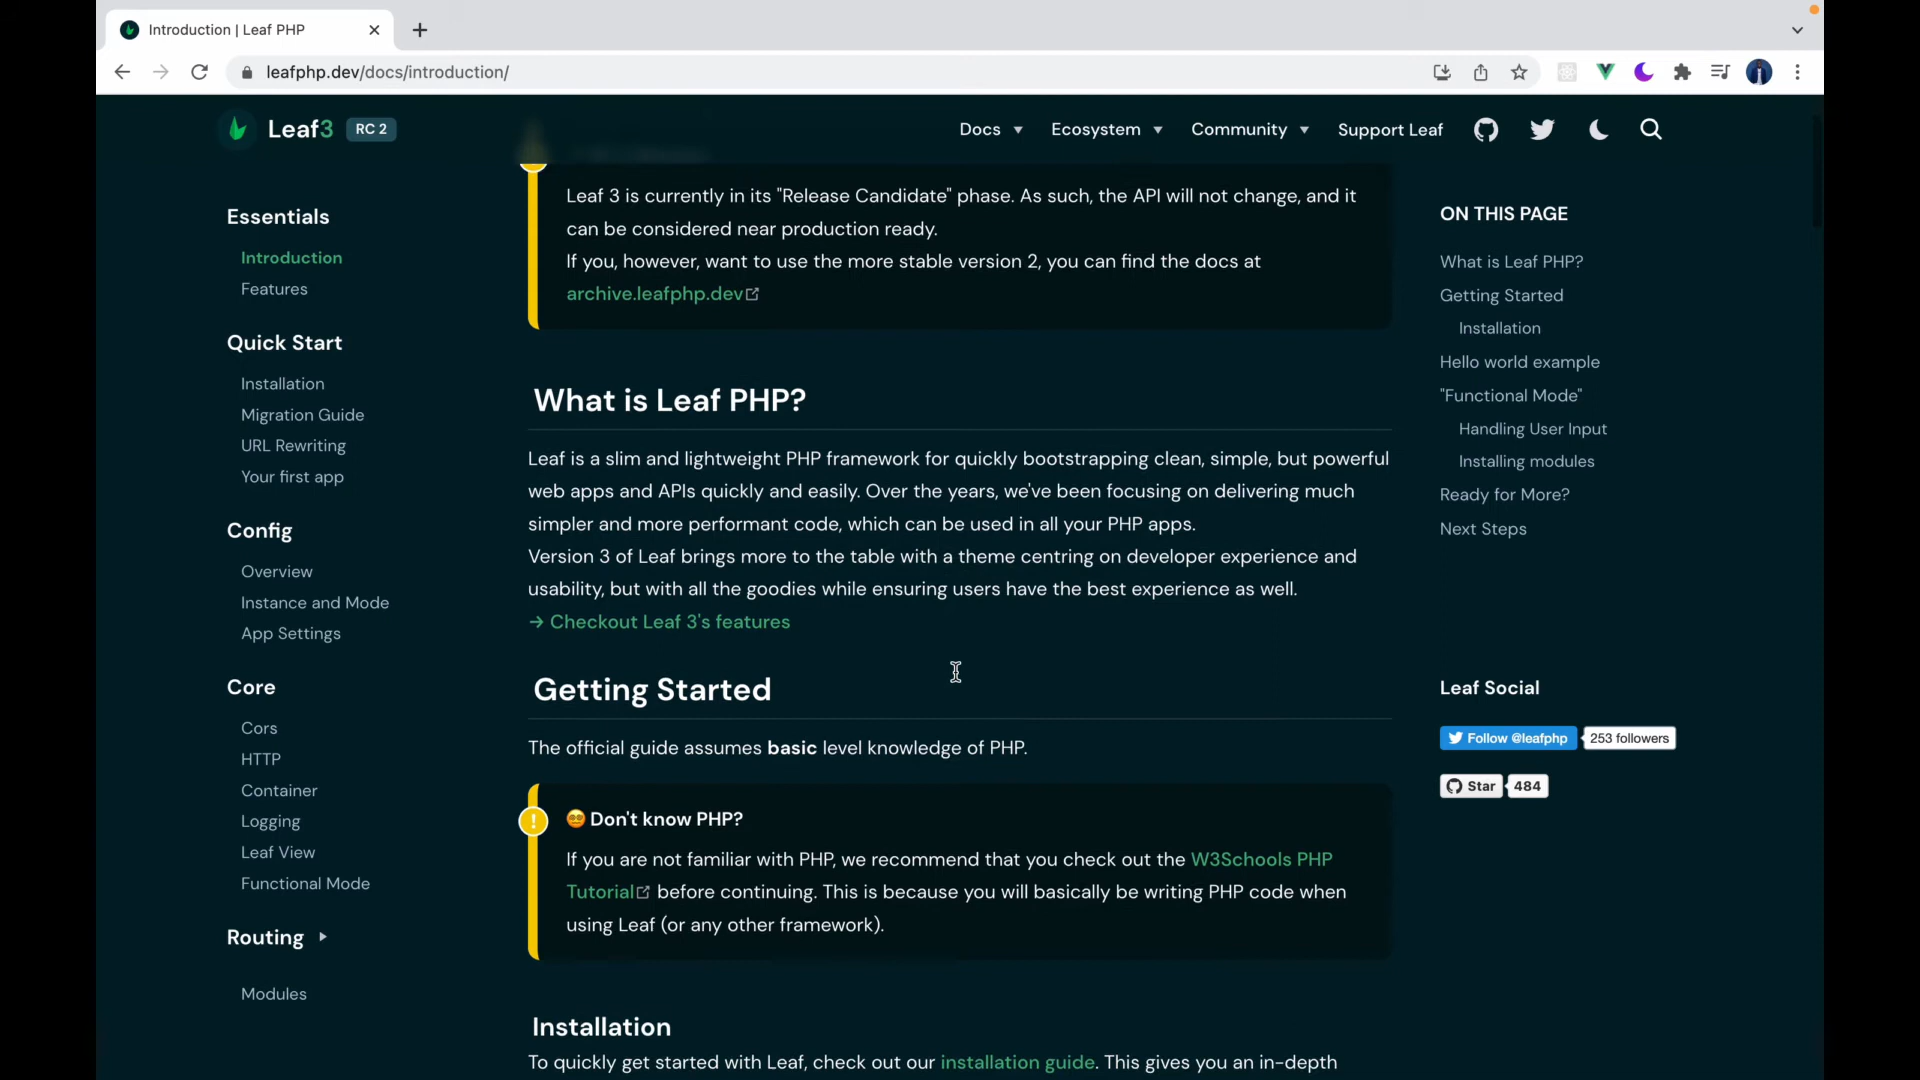 Introduction | Leaf PHP
leafphp.dev/docs/introduction/
Leaf3 RC 2
Docs Ecosystem Community Support Leaf
Essentials
Introduction
Features
Quick Start
Installation
Migration Guide
URL Rewriting
Your first app
Config
Overview
Instance and Mode
App Settings
Core
Cors
HTTP
Container
Logging
Leaf View
Functional Mode
Routing
Modules
Leaf 3 is currently in its "Release Candidate" phase. As such, the API will not change, and it
can be considered near production ready.
If you, however, want to use the more stable version 2, you can find the docs at
archive.leafphp.dev
What is Leaf PHP?
Leaf is a slim and lightweight PHP framework for quickly bootstrapping clean, simple, but powerful
web apps and APIs quickly and easily. Over the years, we've been focusing on delivering much
simpler and more performant code, which can be used in all your PHP apps.
Version 3 of Leaf brings more to the table with a theme centring on developer experience and
usability, but with all the goodies while ensuring users have the best experience as well.
→ Checkout Leaf 3's features
Getting Started
The official guide assumes basic level knowledge of PHP.
Don't know PHP?
If you are not familiar with PHP, we recommend that you check out the W3Schools PHP
Tutorial before continuing. This is because you will basically be writing PHP code when
using Leaf (or any other framework).
Installation
To quickly get started with Leaf, check out our installation guide. This gives you an in-depth
ON THIS PAGE
What is Leaf PHP?
Getting Started
Installation
Hello world example
"Functional Mode"
Handling User Input
Installing modules
Ready for More?
Next Steps
Leaf Social
Follow @leafphp 253 followers
Star 484